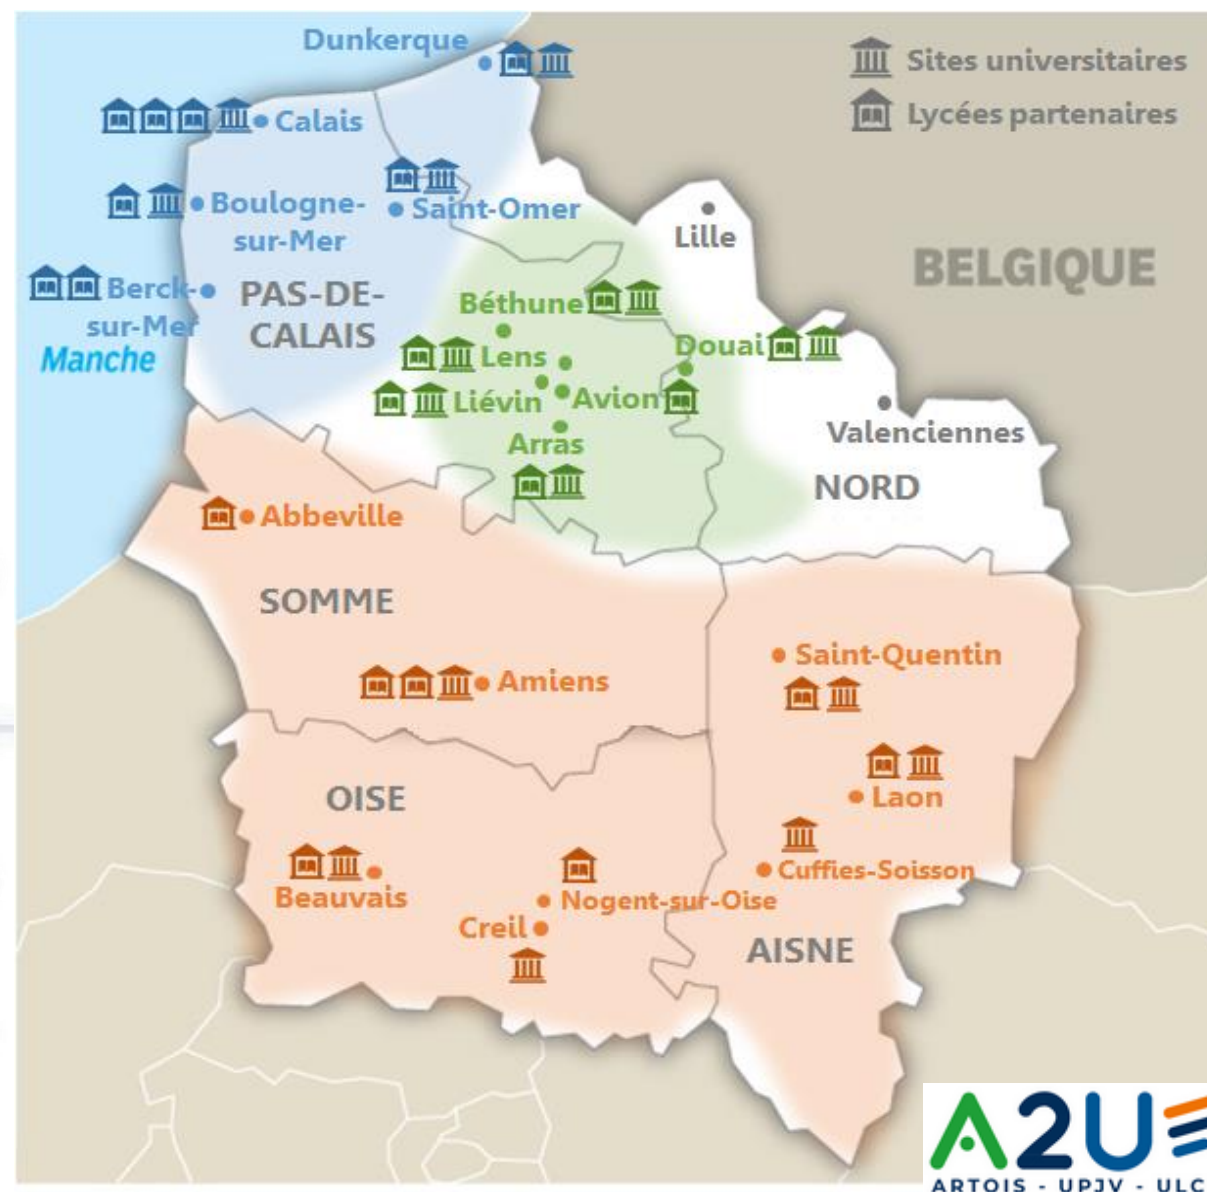 Dunkerque
Sites universitaires
Lycées partenaires
Calais
Boulogne-
sur-Mer
Saint-Omer
Lille
BELGIQUE
Berck-
sur-Mer
PAS-DE-
CALAIS
Manche
Béthune
Douai
Lens
Liévin
Avion
Arras
Valenciennes
NORD
Abbeville
SOMME
Amiens
Saint-Quentin
OISE
Laon
Cuffies-Soisson
Beauvais
Nogent-sur-Oise
Creil
AISNE
A2U
ARTOIS - UPJV - ULC